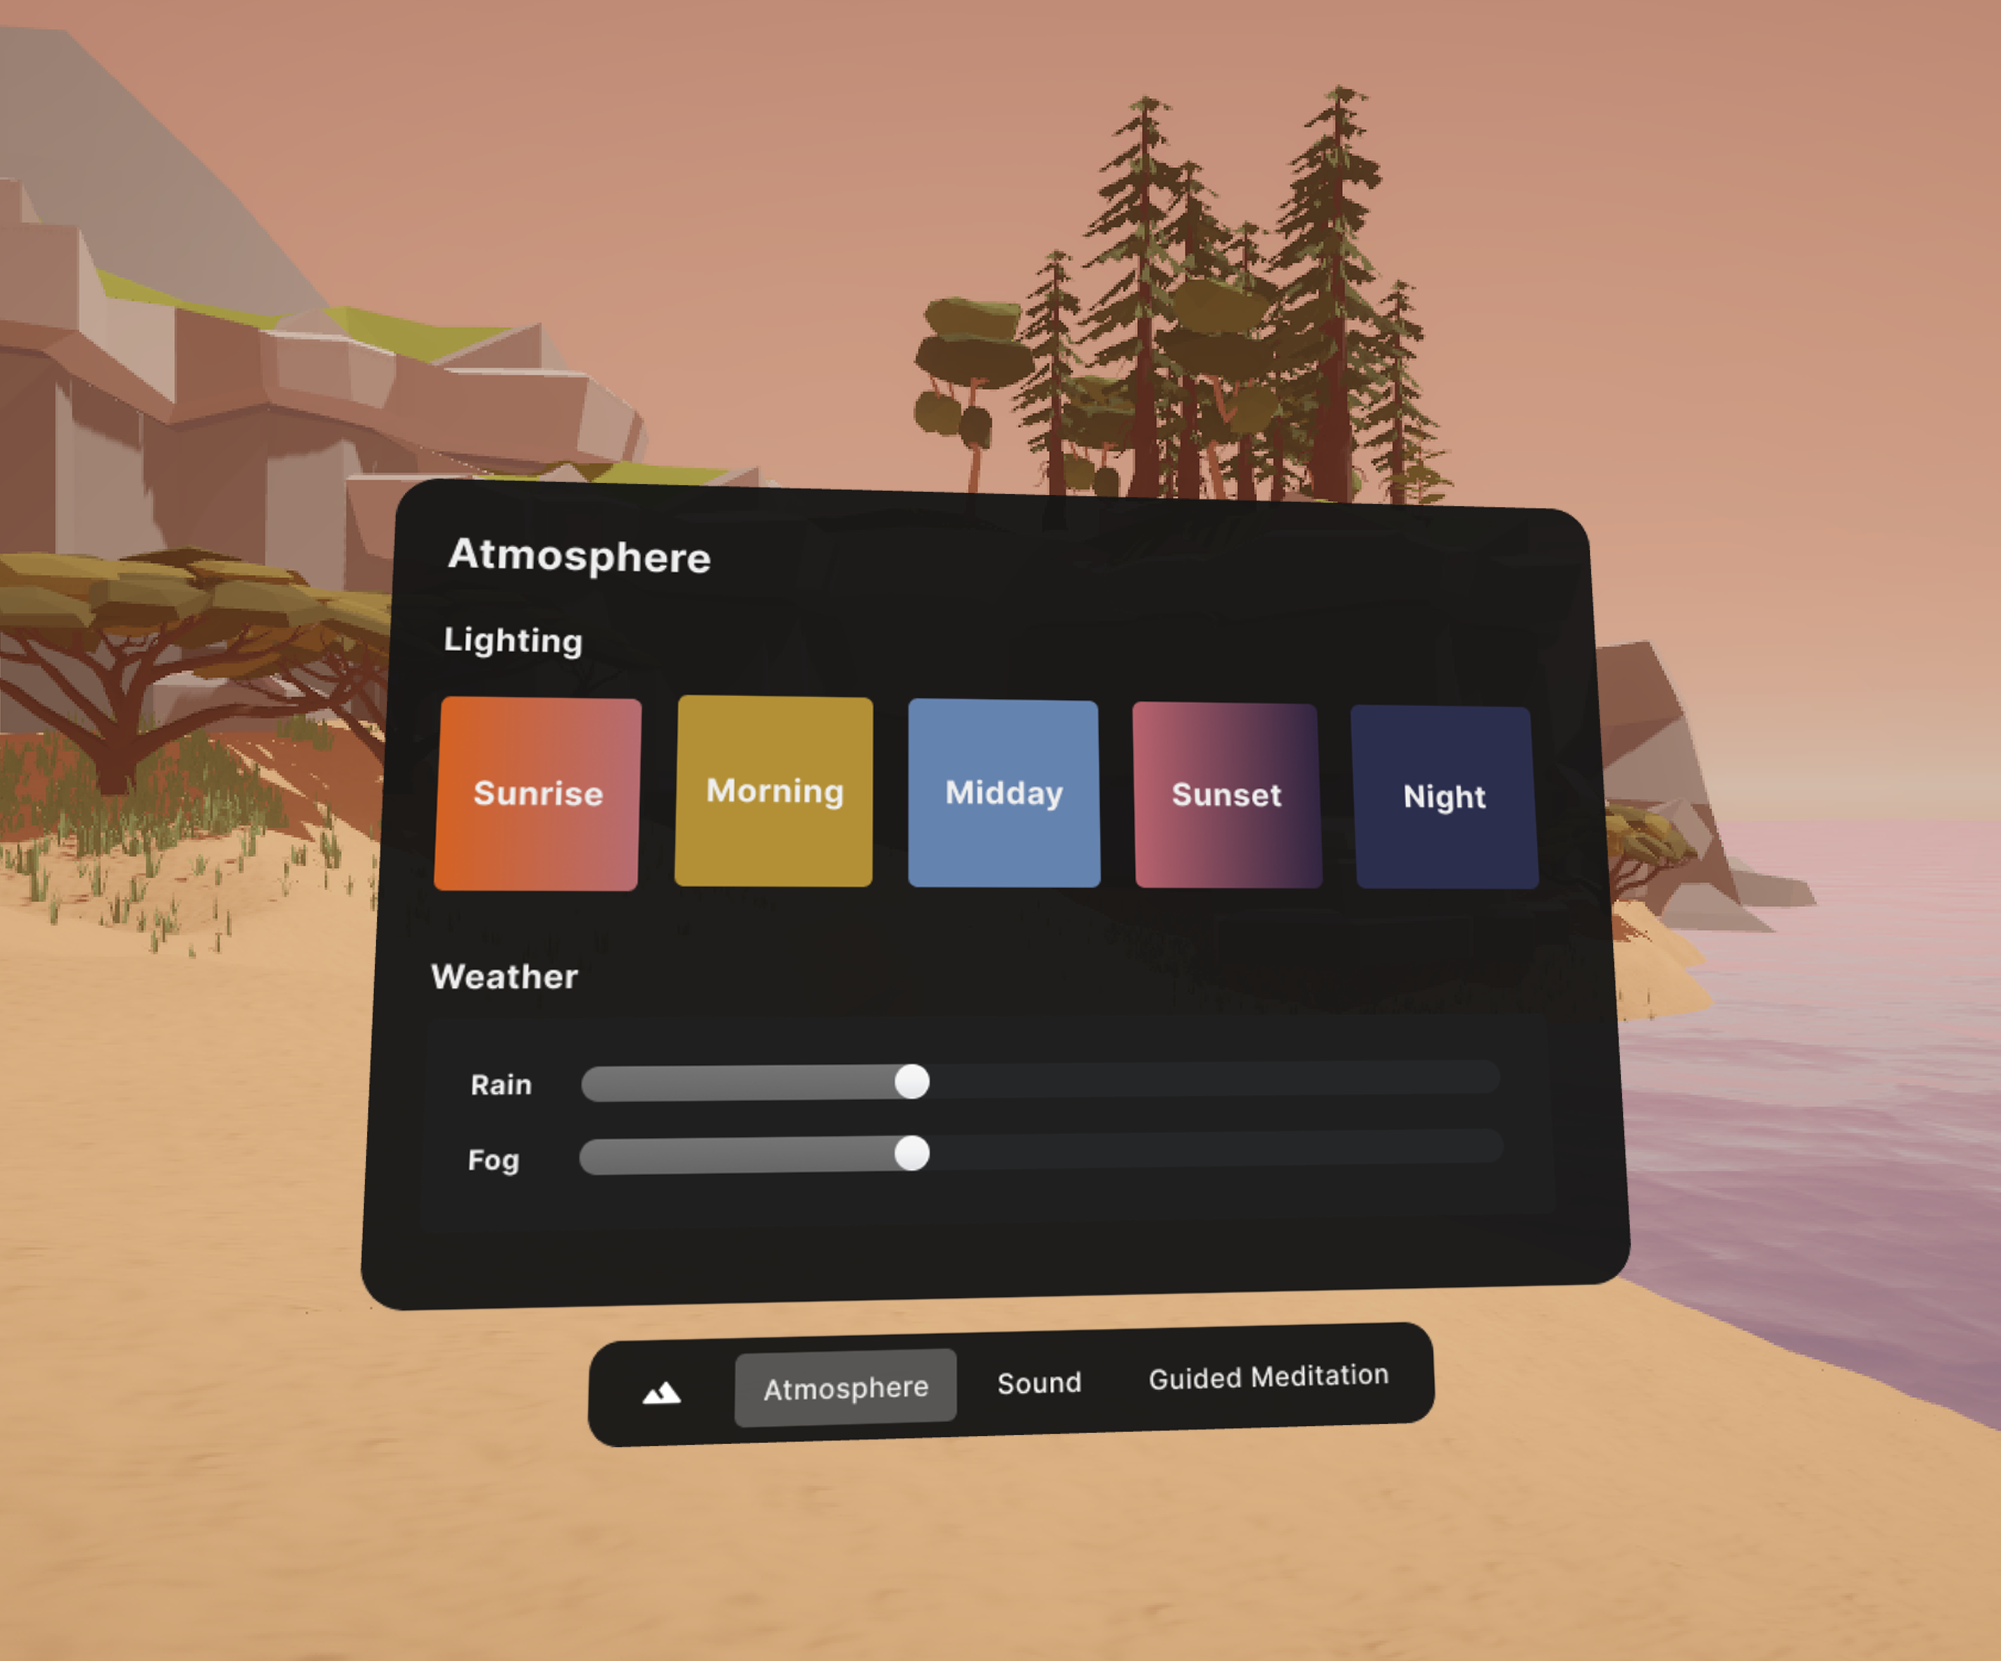 Atmosphere
Lighting
Sunrise Morning Midday Sunset Night
Weather
Rain
Fog
Atmosphere Sound Guided Meditation